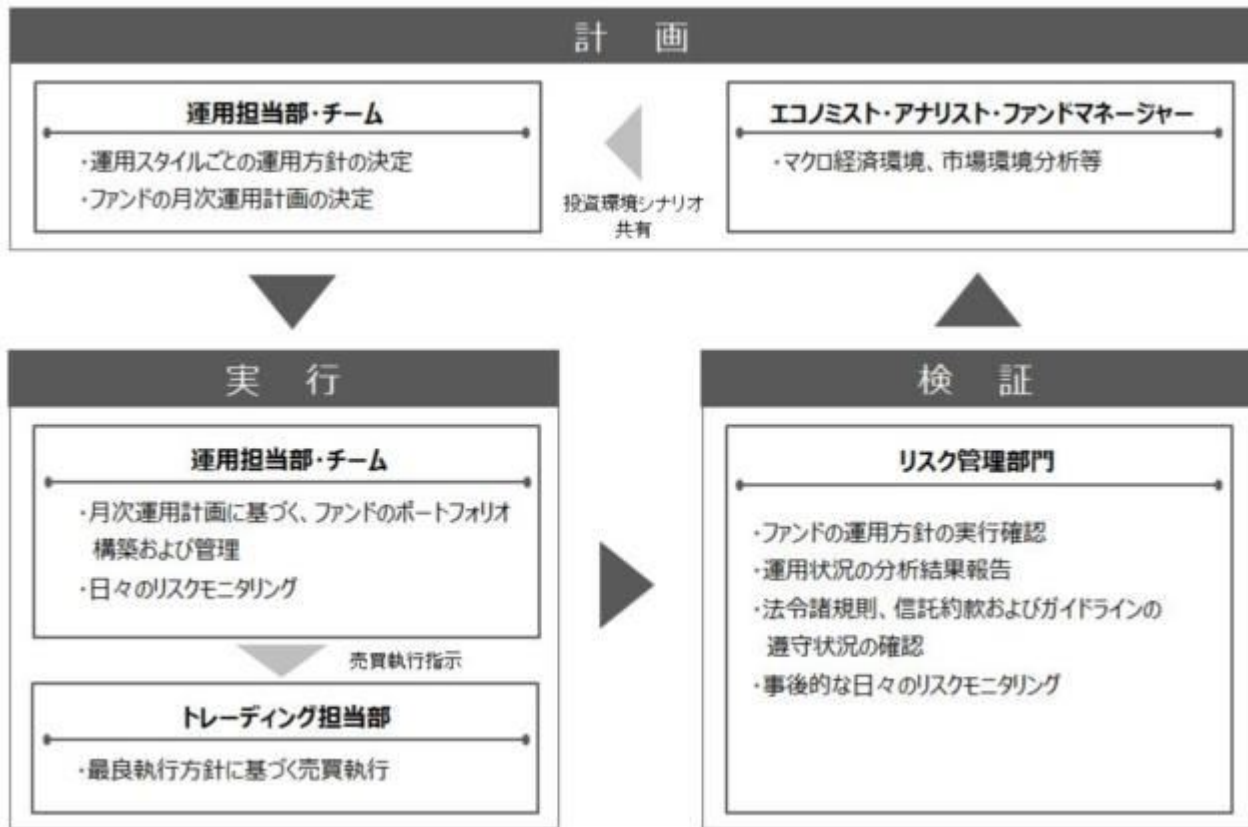 計　画
運用担当部・チーム
・運用スタイルごとの運用方針の決定
・ファンドの月次運用計画の決定
投資環境シナリオ
共有
エコノミスト・アナリスト・ファンドマネージャー
・マクロ経済環境、市場環境分析等
実　行
運用担当部・チーム
・月次運用計画に基づく、ファンドのポートフォリオ
構築および管理
・日々のリスクモニタリング
売買執行指示
トレーディング担当部
・最良執行方針に基づく売買執行
検　証
リスク管理部門
・ファンドの運用方針の実行確認
・運用状況の分析結果報告
・法令諸規則、信託約款およびガイドラインの
遵守状況の確認
・事後的な日々のリスクモニタリング